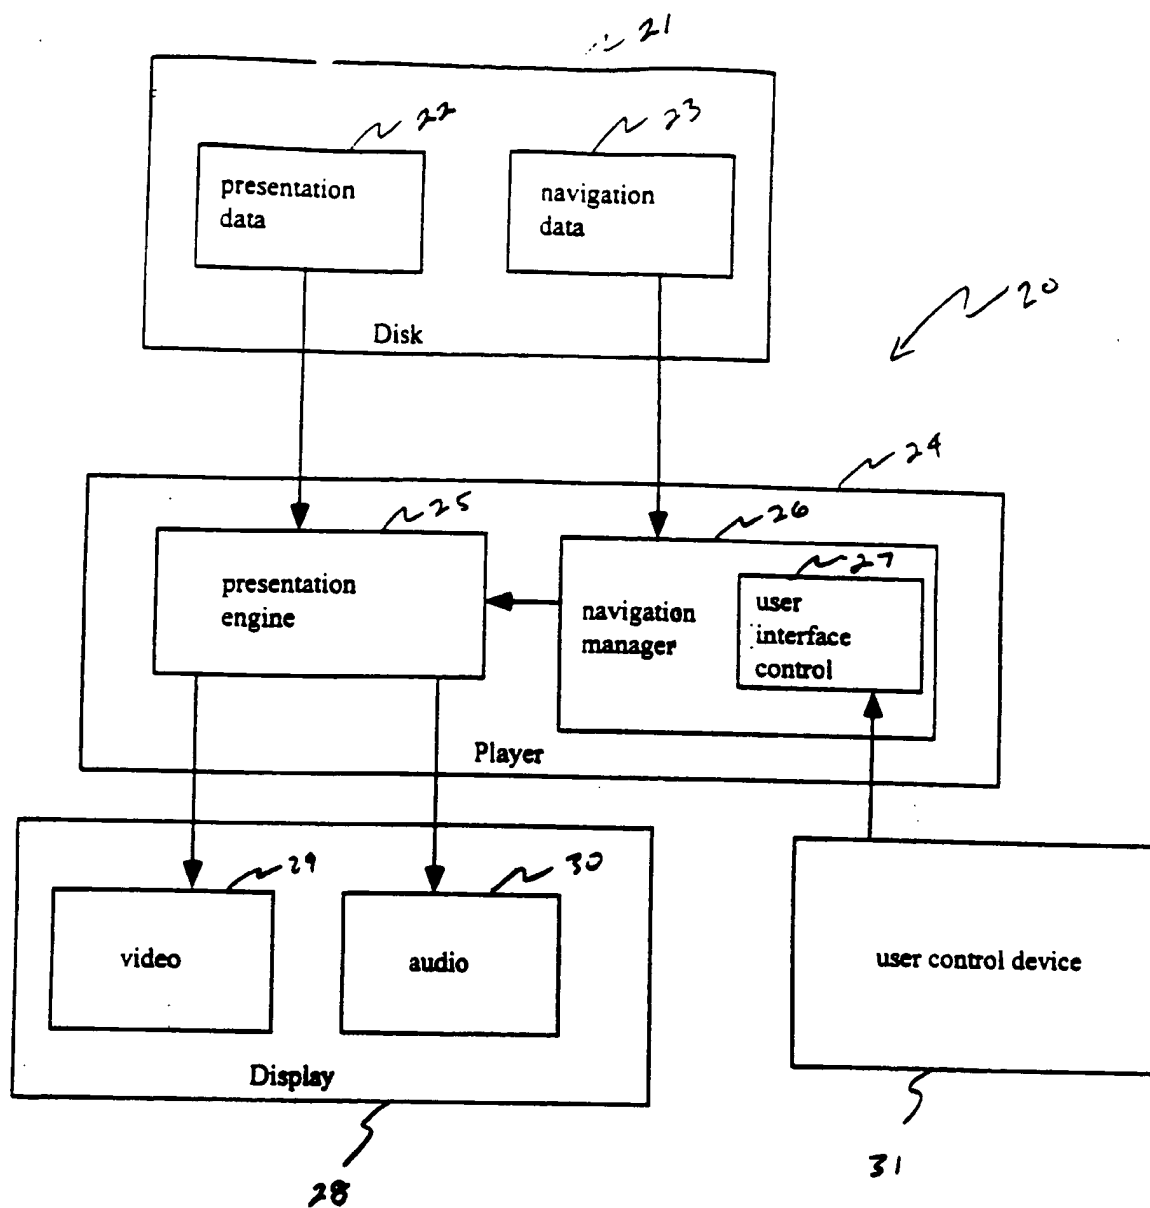 21
22
23
presentation
data
navigation
data
20
Disk
24
25
26
27
presentation
engine
navigation
manager
user
interface
control
Player
29
30
video
audio
user control device
Display
31
28